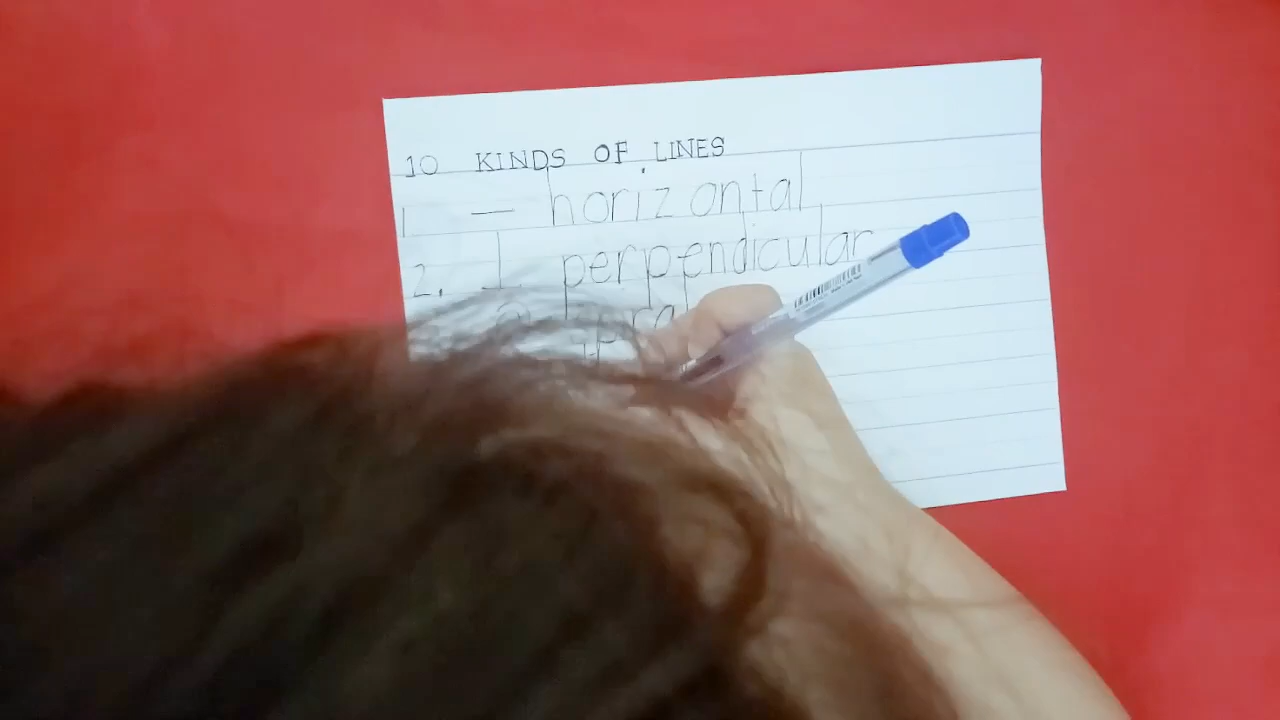 10 KINDS OF LINES
1. — horizontal
2. ⊥ perpendicular